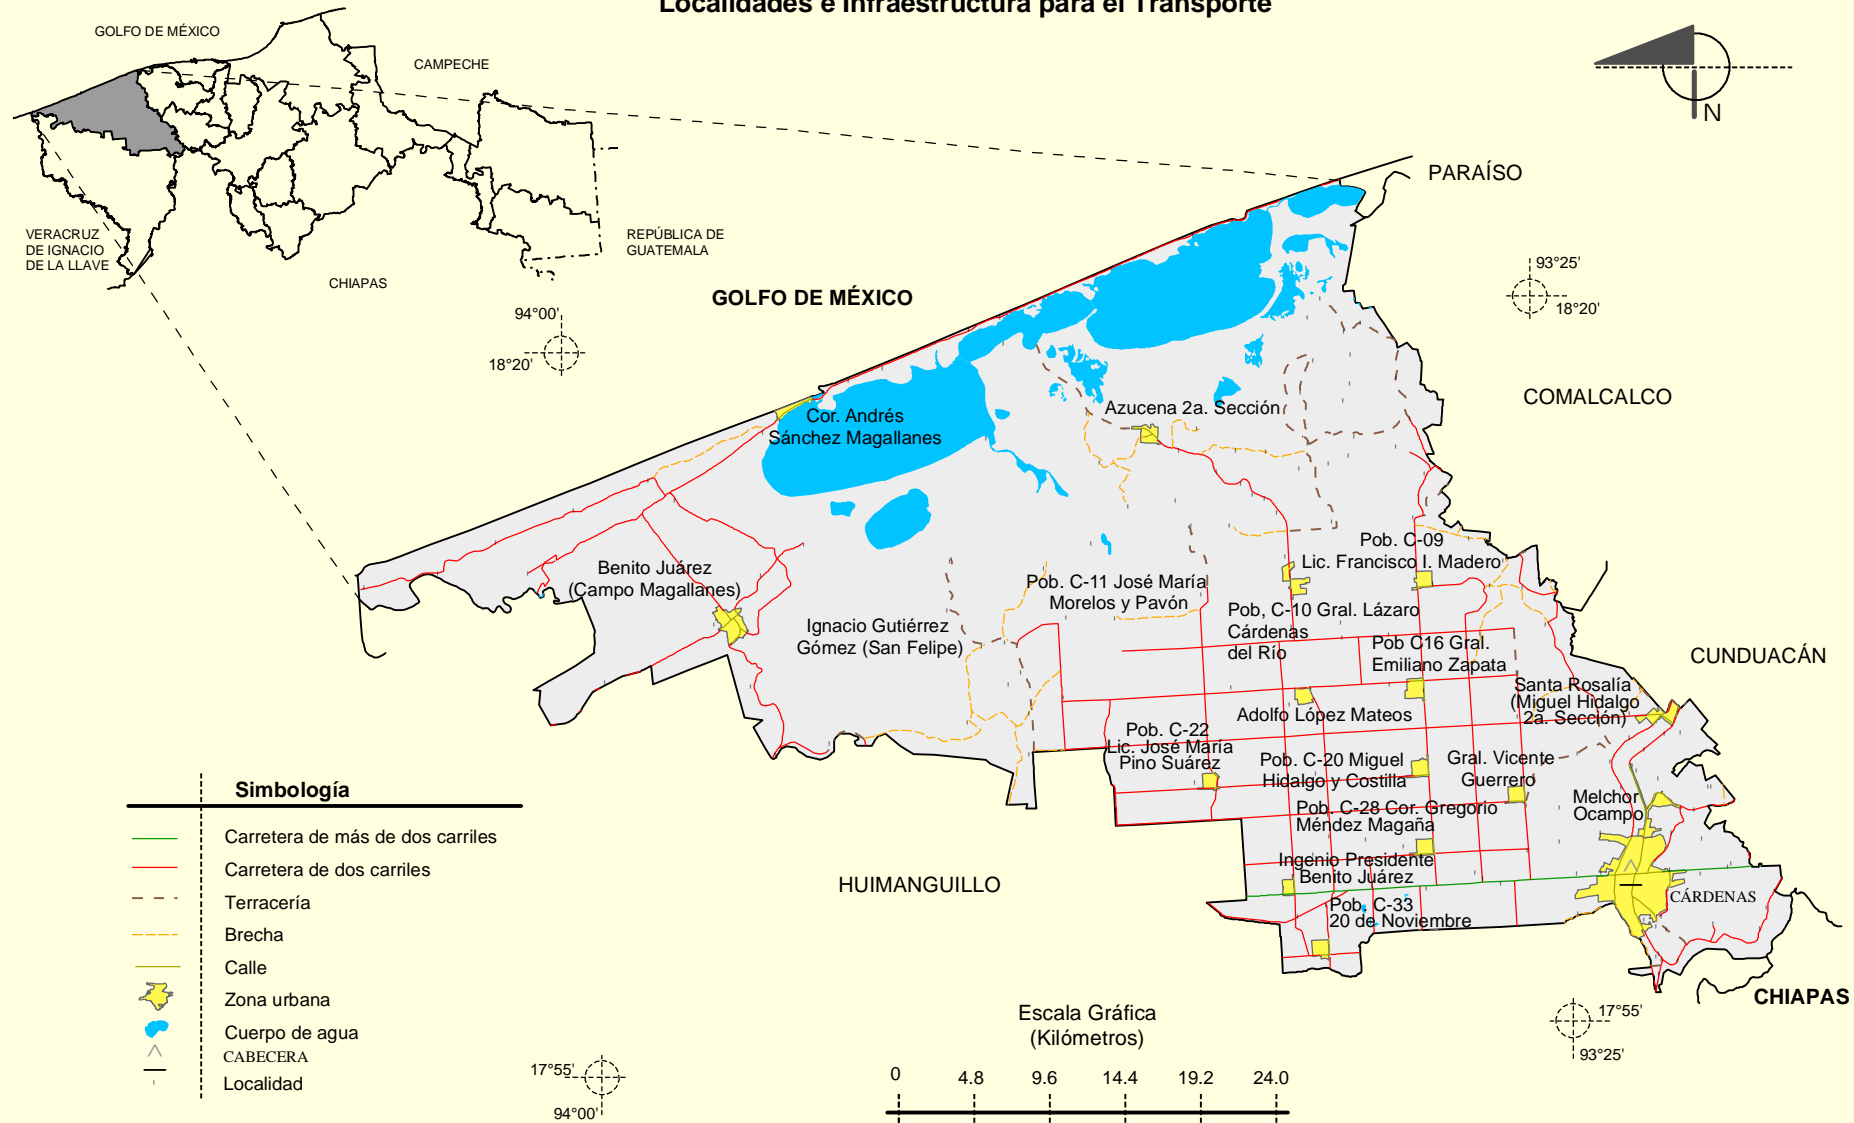 Localidades e Infraestructura para el Transporte
GOLFO DE MÉXICO
CAMPECHE
VERACRUZ
DE IGNACIO
DE LA LLAVE
REPÚBLICA DE
GUATEMALA
CHIAPAS
N
PARAÍSO
93°25'
18°20'
GOLFO DE MÉXICO
94°00'
18°20'
COMALCALCO
Cor. Andrés
Sánchez Magallanes
Azucena 2a. Sección
Pob. C-09
Lic. Francisco I. Madero
Benito Juárez
(Campo Magallanes)
Pob. C-11 José María
Morelos y Pavón
Pob, C-10 Gral. Lázaro
Cárdenas
del Río
Ignacio Gutiérrez
Gómez (San Felipe)
Pob C16 Gral.
Emiliano Zapata
CUNDUACÁN
Santa Rosalía
(Miguel Hidalgo
2a. Sección)
Adolfo López Mateos
Pob. C-22
Lic. José María
Pino Suárez
Pob. C-20 Miguel
Hidalgo y Costilla
Gral. Vicente
Guerrero
Melchor
Ocampo
Pob. C-28 Cor. Gregorio
Méndez Magaña
Ingenio Presidente
Benito Juárez
HUIMANGUILLO
CÁRDENAS
Pob. C-33
20 de Noviembre
CHIAPAS
Simbología
Carretera de más de dos carriles
Carretera de dos carriles
Terracería
Brecha
Calle
Zona urbana
Cuerpo de agua
CABECERA
Localidad
Escala Gráfica
(Kilómetros)
0 4.8 9.6 14.4 19.2 24.0
17°55'
94°00'
17°55'
93°25'